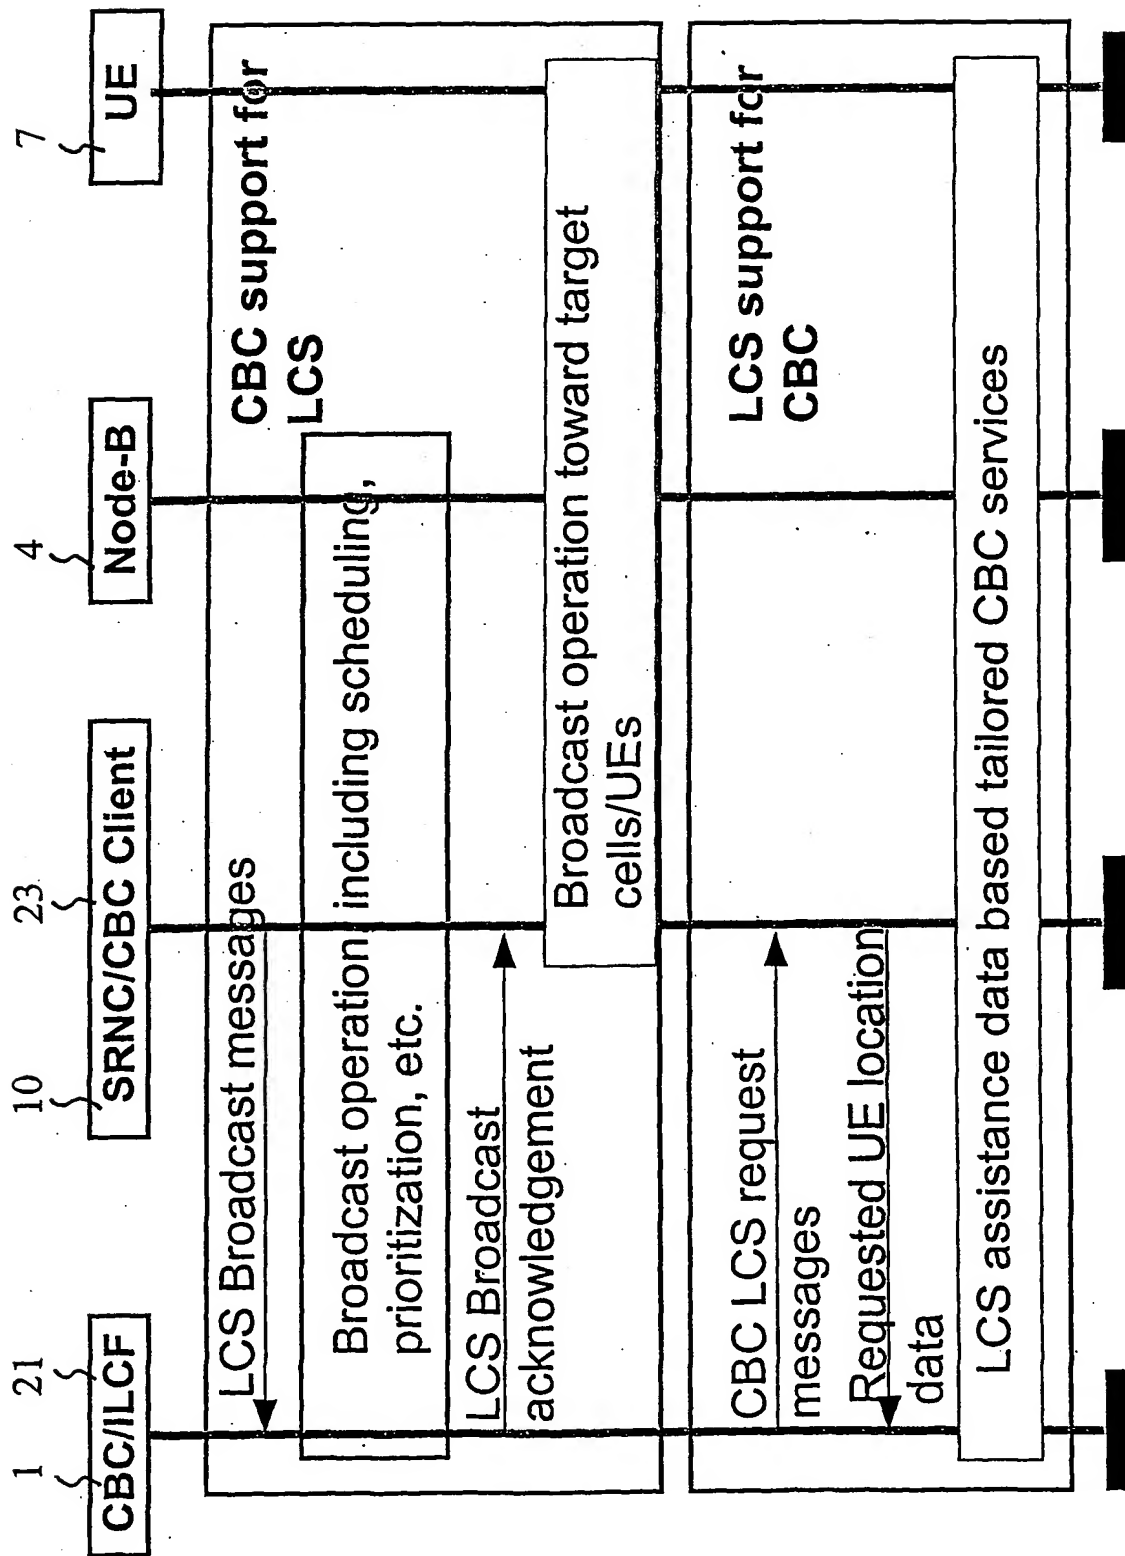 1 21 10 23 4 7
CBC/ILCF SRNC/CBC Client Node-B UE
CBC support for
LCS
LCS Broadcast messages
Broadcast operation including scheduling,
prioritization, etc.
LCS Broadcast
acknowledgement
Broadcast operation toward target
cells/UEs
LCS support for
CBC
CBC LCS request
messages
Requested UE location
data
LCS assistance data based tailored CBC services